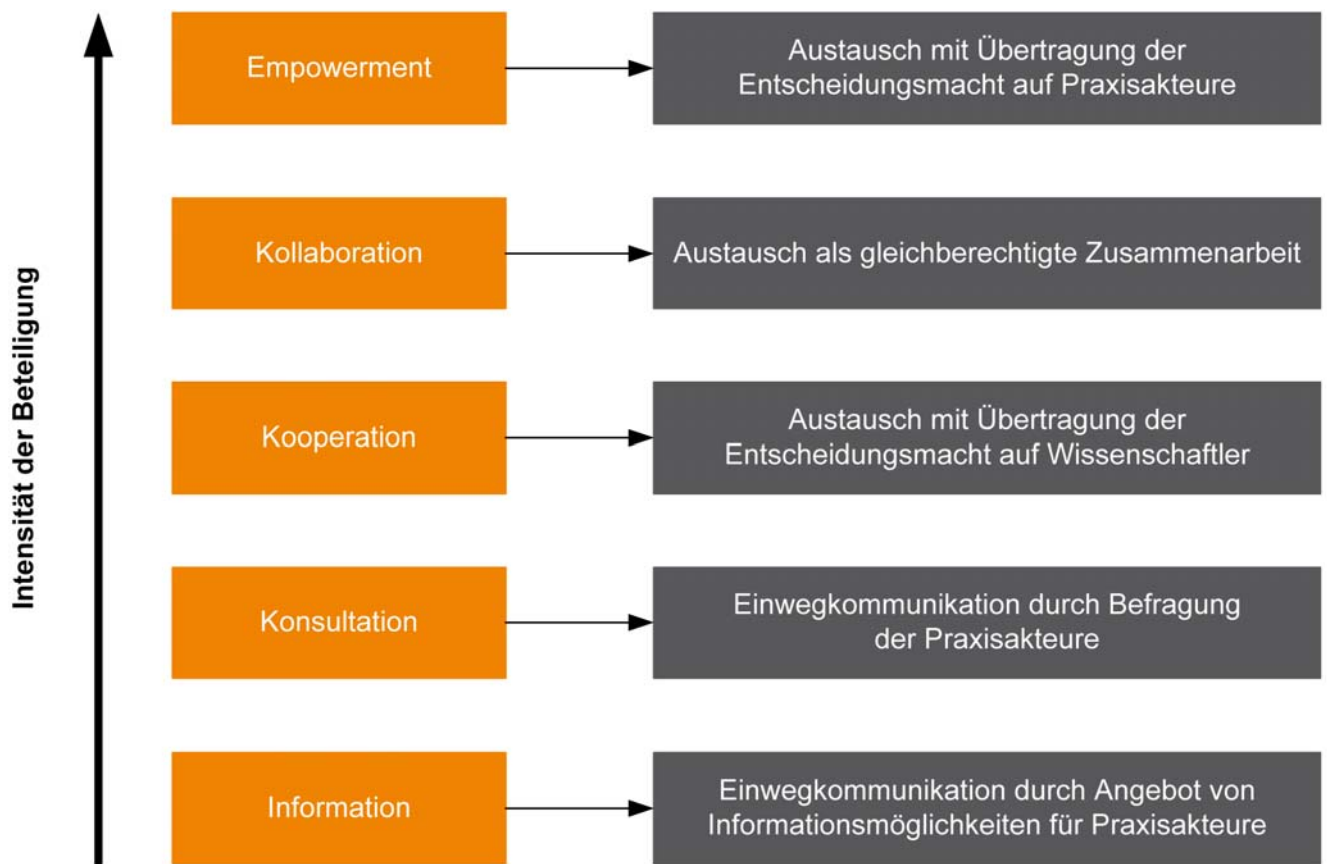 Intensität der Beteiligung
Empowerment
Austausch mit Übertragung der
Entscheidungsmacht auf Praxisakteure
Kollaboration
Austausch als gleichberechtigte Zusammenarbeit
Kooperation
Austausch mit Übertragung der
Entscheidungsmacht auf Wissenschaftler
Konsultation
Einwegkommunikation durch Befragung
der Praxisakteure
Information
Einwegkommunikation durch Angebot von
Informationsmöglichkeiten für Praxisakteure